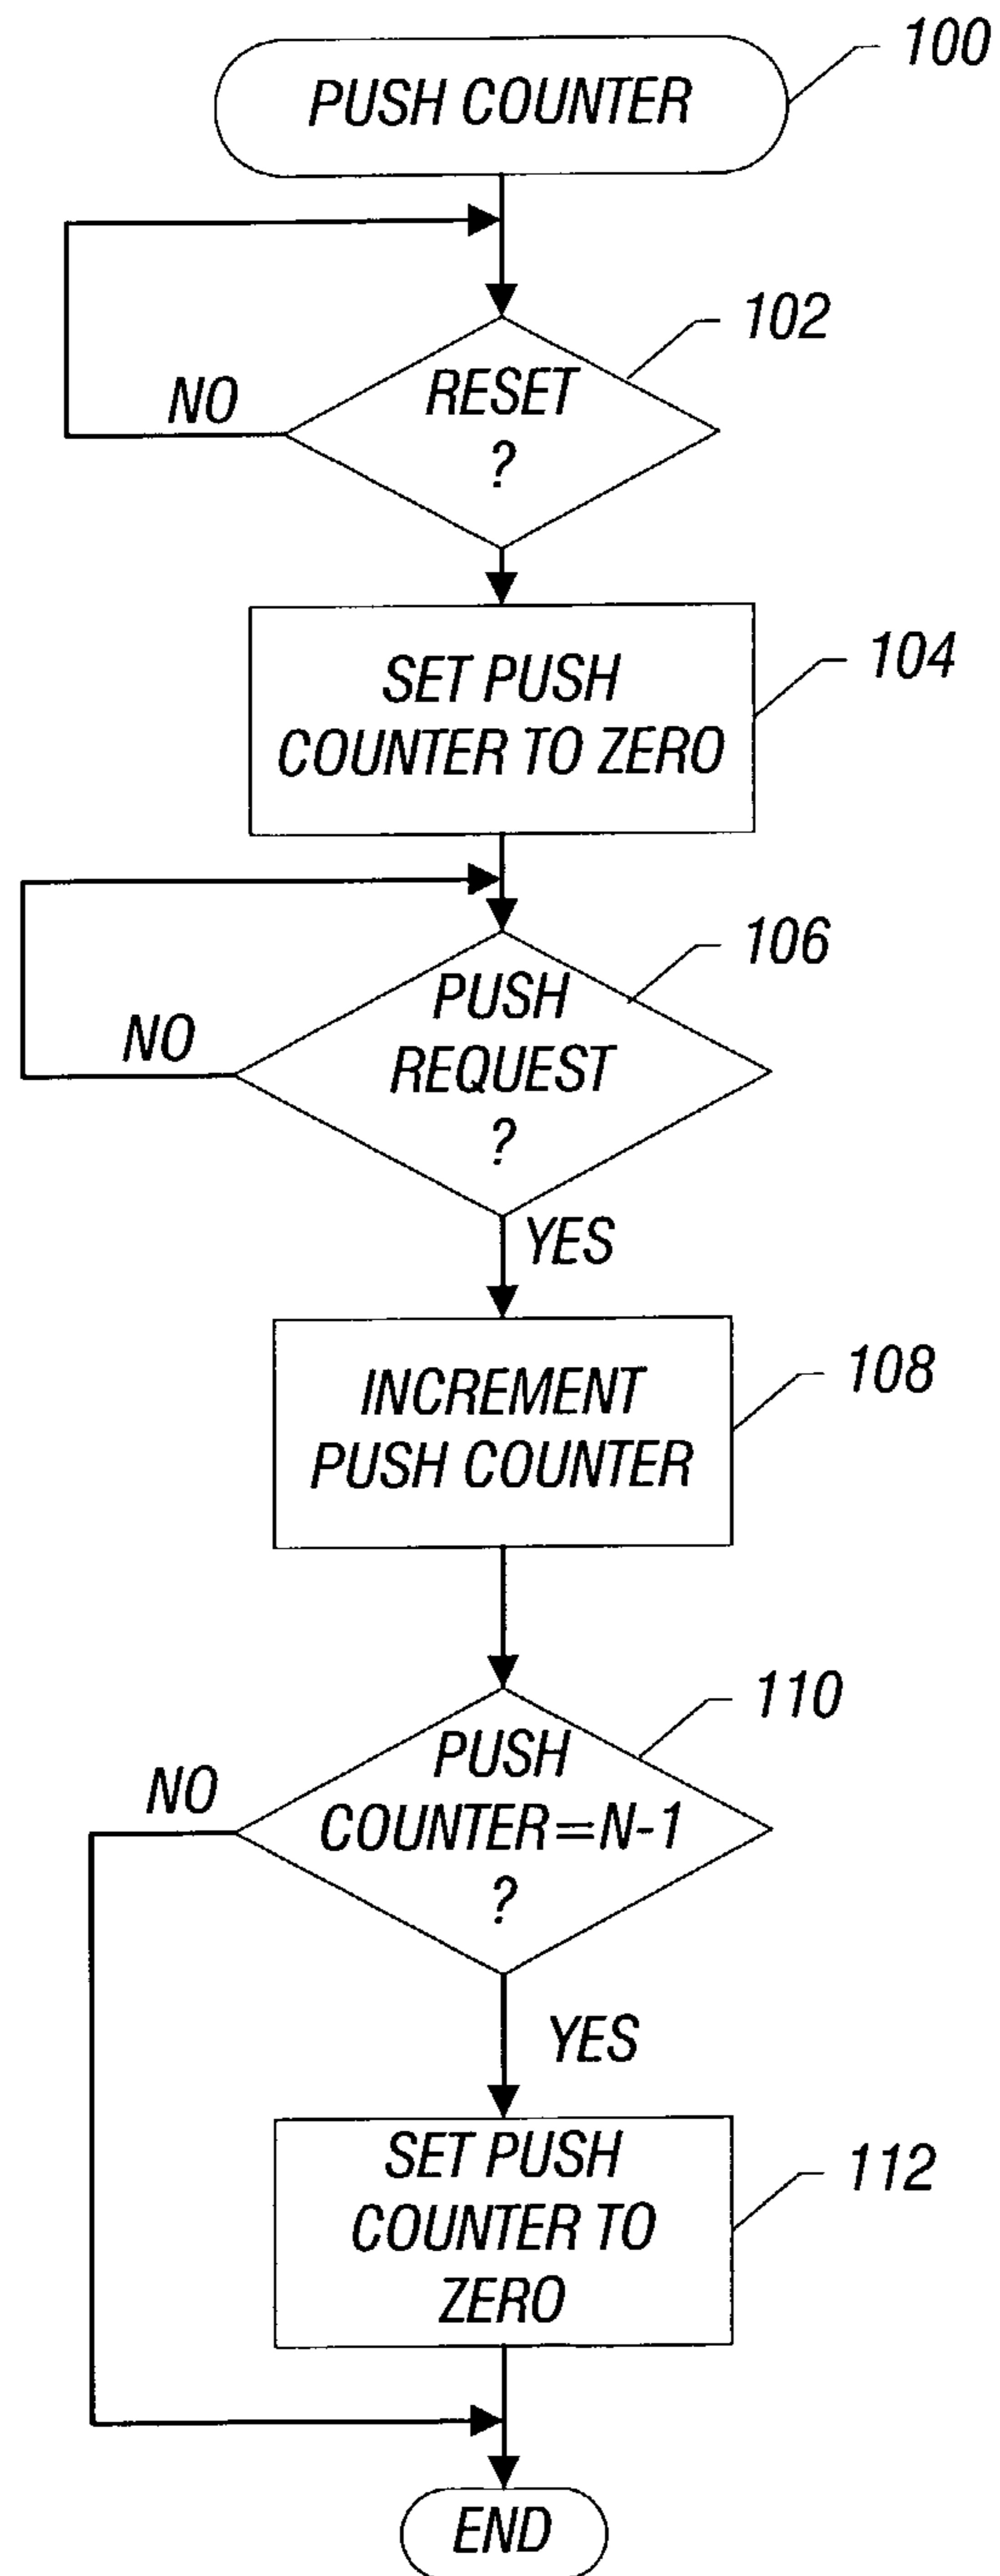 PUSH COUNTER
100
RESET
?
102
NO
SET PUSH
COUNTER TO ZERO
104
PUSH
REQUEST
?
106
NO
YES
INCREMENT
PUSH COUNTER
108
PUSH
COUNTER=N-1
?
110
NO
YES
SET PUSH
COUNTER TO
ZERO
112
END